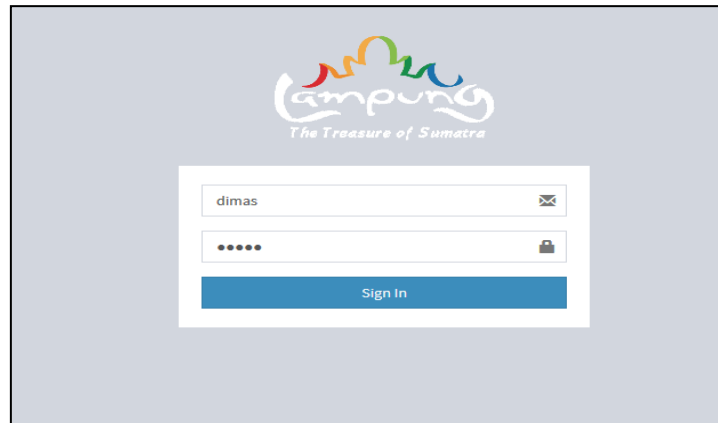 Lampung
The Treasure of Sumatra
dimas
•••••
Sign In